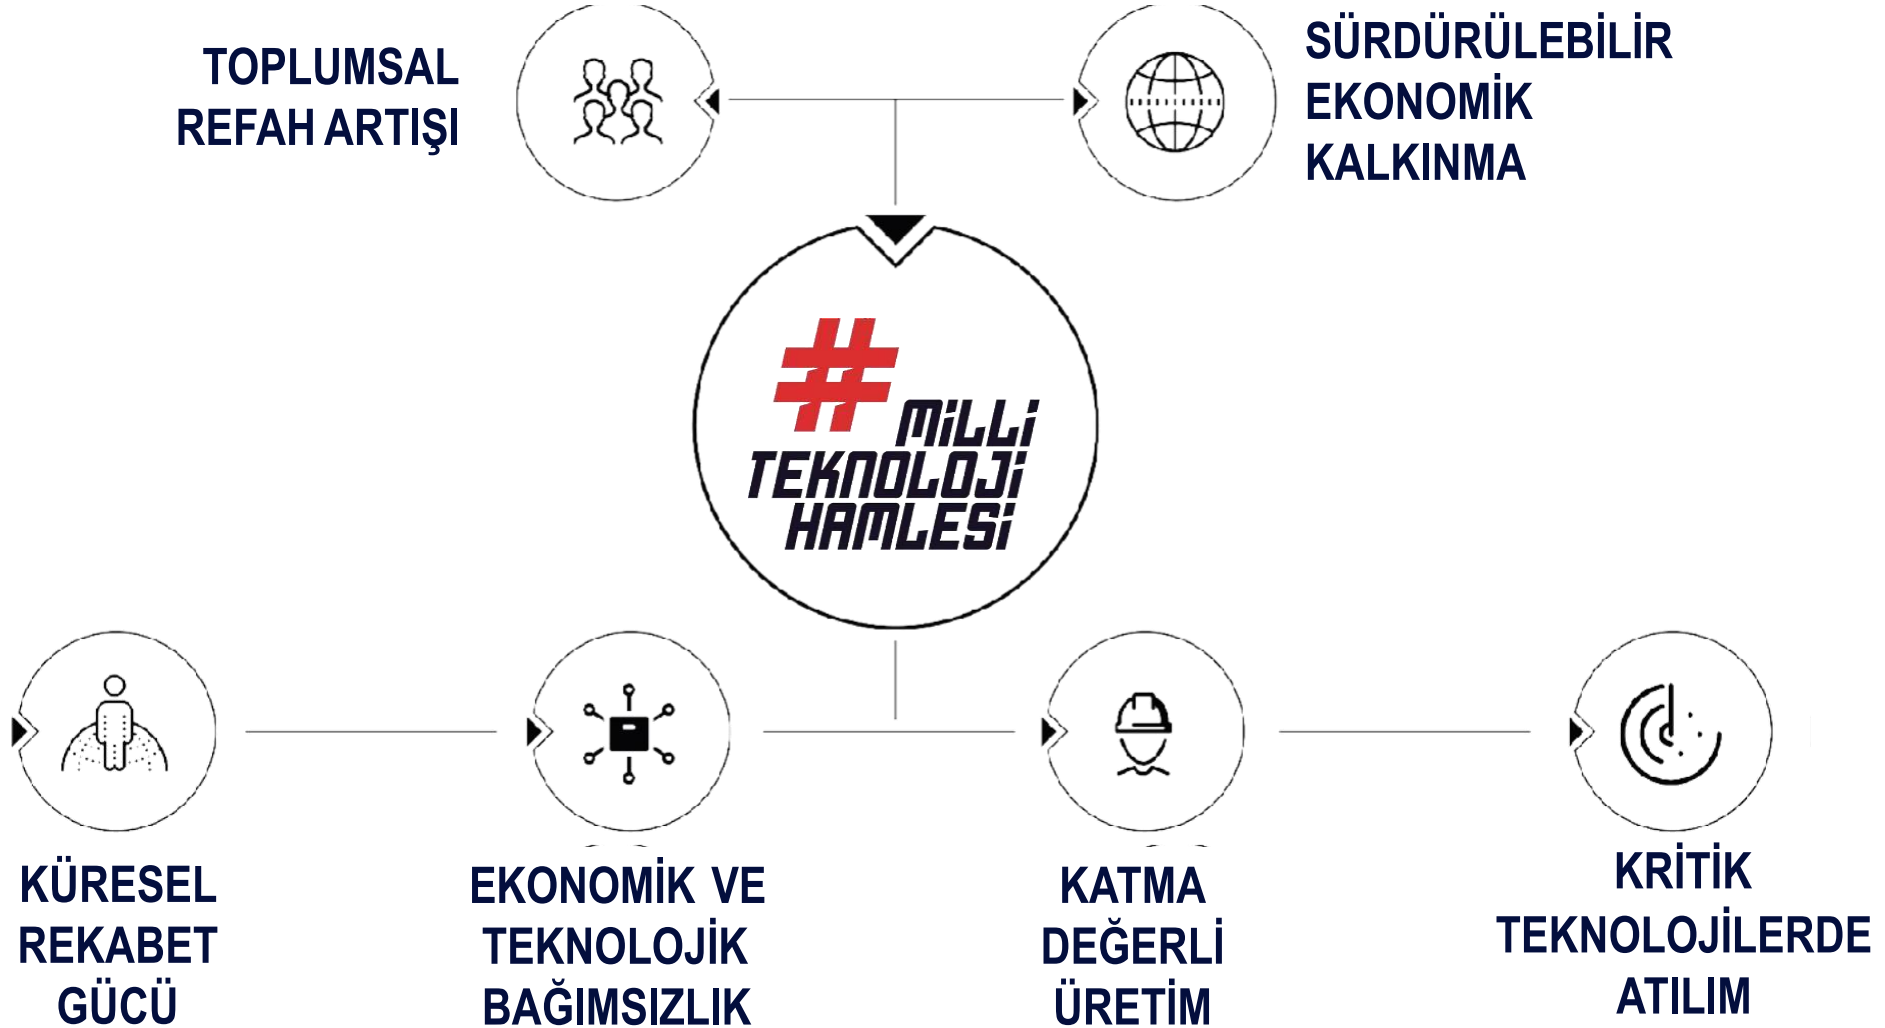 TOPLUMSAL
REFAH ARTIŞI
SÜRDÜRÜLEBİLİR
EKONOMİK
KALKINMA
#MİLLİ
TEKNOLOJİ
HAMLESİ
KÜRESEL
REKABET
GÜCÜ
EKONOMİK VE
TEKNOLOJİK
BAĞIMSIZLIK
KATMA
DEĞERLİ
ÜRETİM
KRİTİK
TEKNOLOJİLERDE
ATILIM